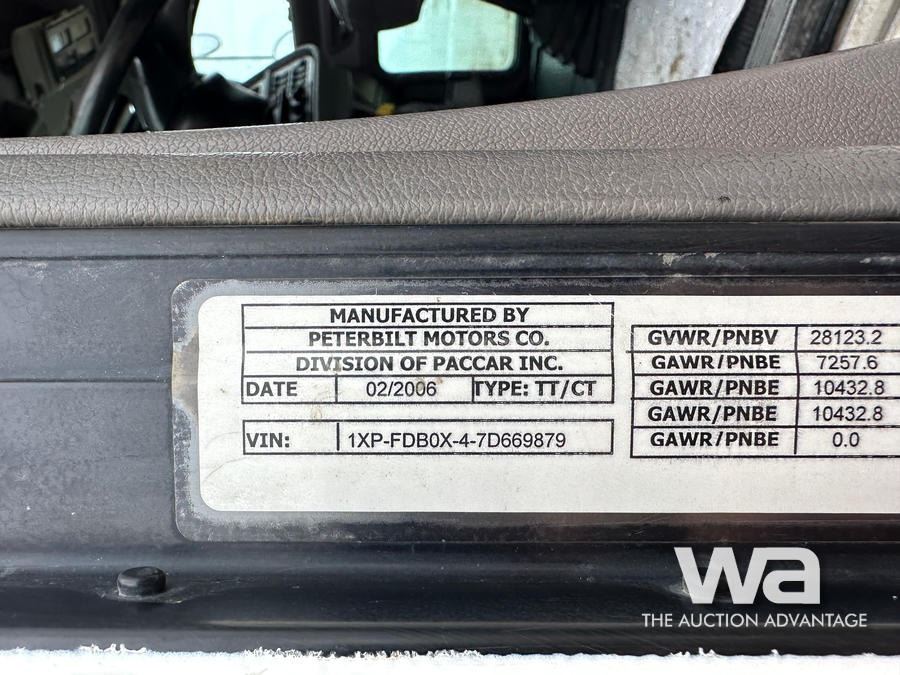 MANUFACTURED BY
PETERBILT MOTORS CO.
DIVISION OF PACCAR INC.
DATE 02/2006 TYPE: TT/CT
VIN: 1XP-FDB0X-4-7D669879
GVWR/PNBV 28123.2
GAWR/PNBE 7257.6
GAWR/PNBE 10432.8
GAWR/PNBE 10432.8
GAWR/PNBE 0.0
wa
THE AUCTION ADVANTAGE